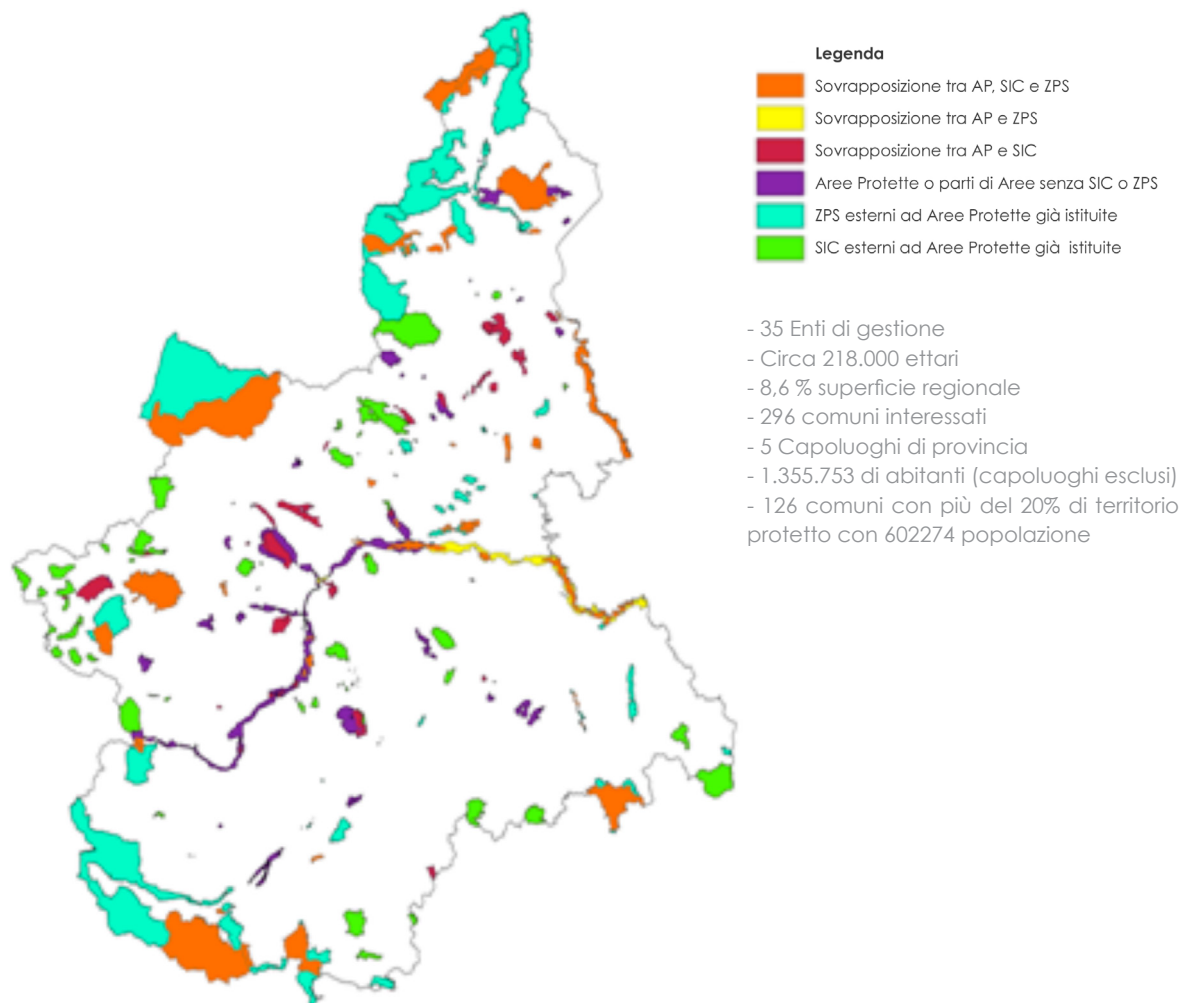 Legenda
Sovrapposizione tra AP, SIC e ZPS
Sovrapposizione tra AP e ZPS
Sovrapposizione tra AP e SIC
Aree Protette o parti di Aree senza SIC o ZPS
ZPS esterni ad Aree Protette già istituite
SIC esterni ad Aree Protette già istituite
- 35 Enti di gestione
- Circa 218.000 ettari
- 8,6 % superficie regionale
- 296 comuni interessati
- 5 Capoluoghi di provincia
- 1.355.753 di abitanti (capoluoghi esclusi)
- 126 comuni con più del 20% di territorio
protetto con 602274 popolazione